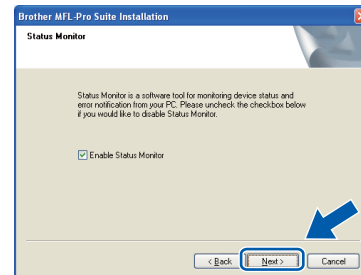 Brother MFL-Pro Suite Installation
Status Monitor
Status Monitor is a software tool for monitoring device status and
error notification from your PC. Please uncheck the checkbox below
if you would like to disable Status Monitor.
Enable Status Monitor
< Back Next > Cancel